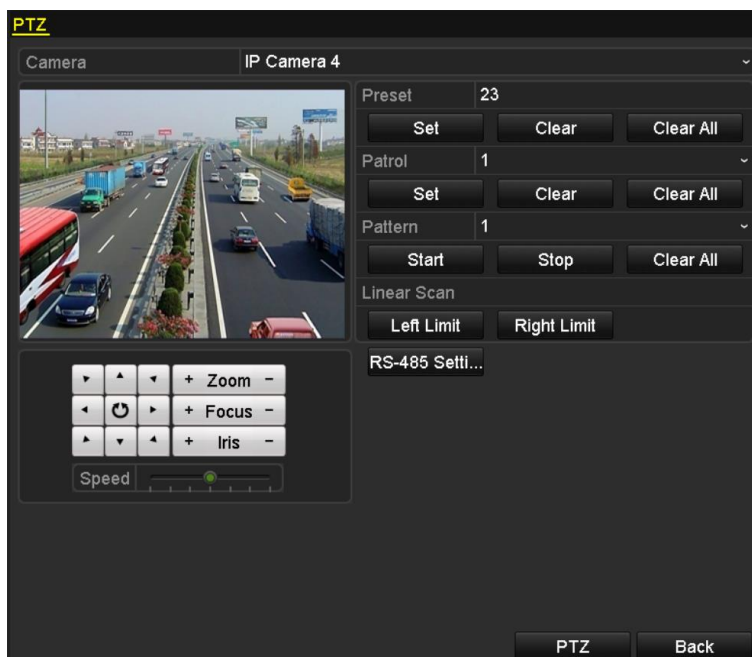 PTZ
Camera IP Camera 4
Preset 23
Set Clear Clear All
Patrol 1
Set Clear Clear All
Pattern 1
Start Stop Clear All
Linear Scan
Left Limit Right Limit
RS-485 Setti...
+ Zoom -
+ Focus -
+ Iris -
Speed
PTZ Back